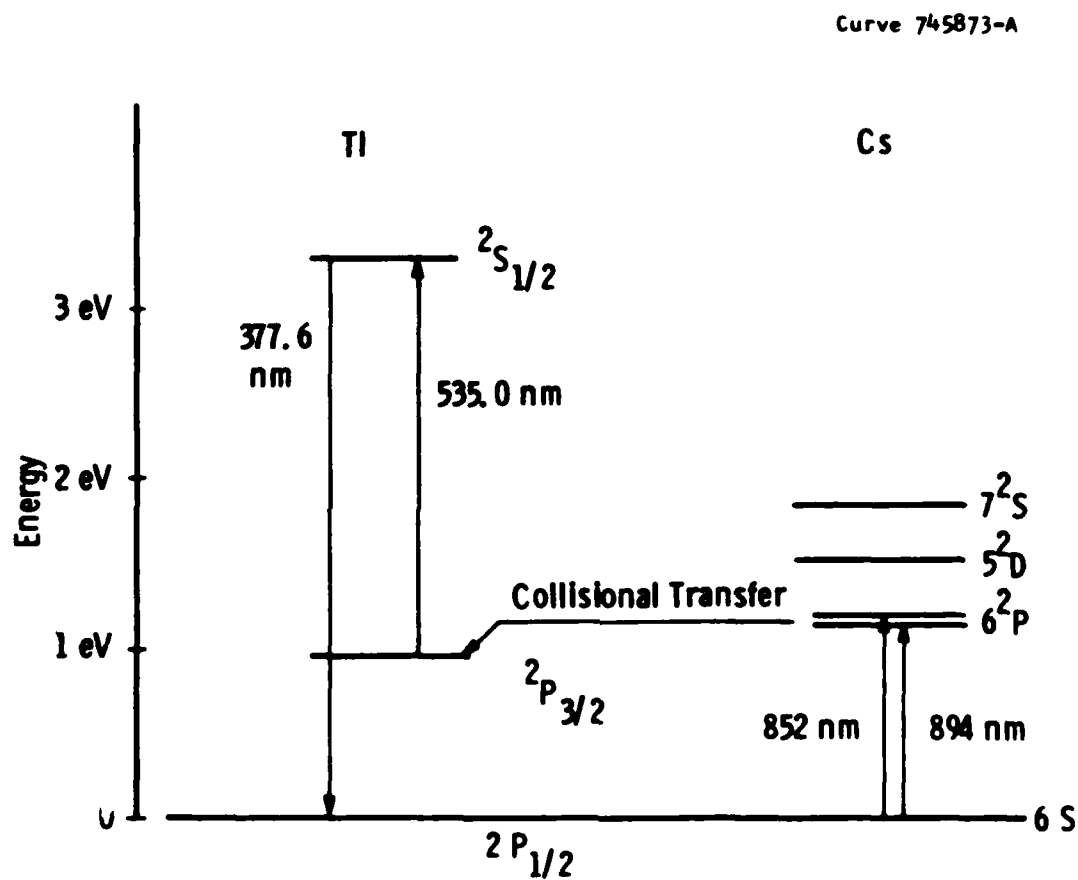 Curve 745873-A
Tl
Cs
²S₁/₂
3 eV
377.6
nm
535.0 nm
Energy
2 eV
7²S
5²D
Collisional Transfer
6²P
1 eV
²P₃/₂
852 nm
894 nm
0
6 S
2 P₁/₂